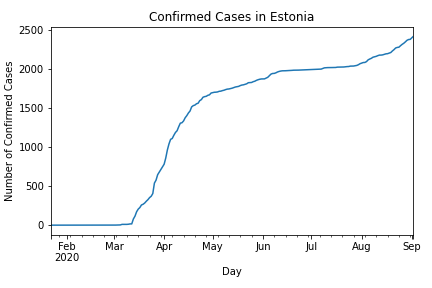 Confirmed Cases in Estonia
Number of Confirmed Cases
2500
2000
1500
1000
500
0
Feb Mar Apr May Jun Jul Aug Sep
2020
Day